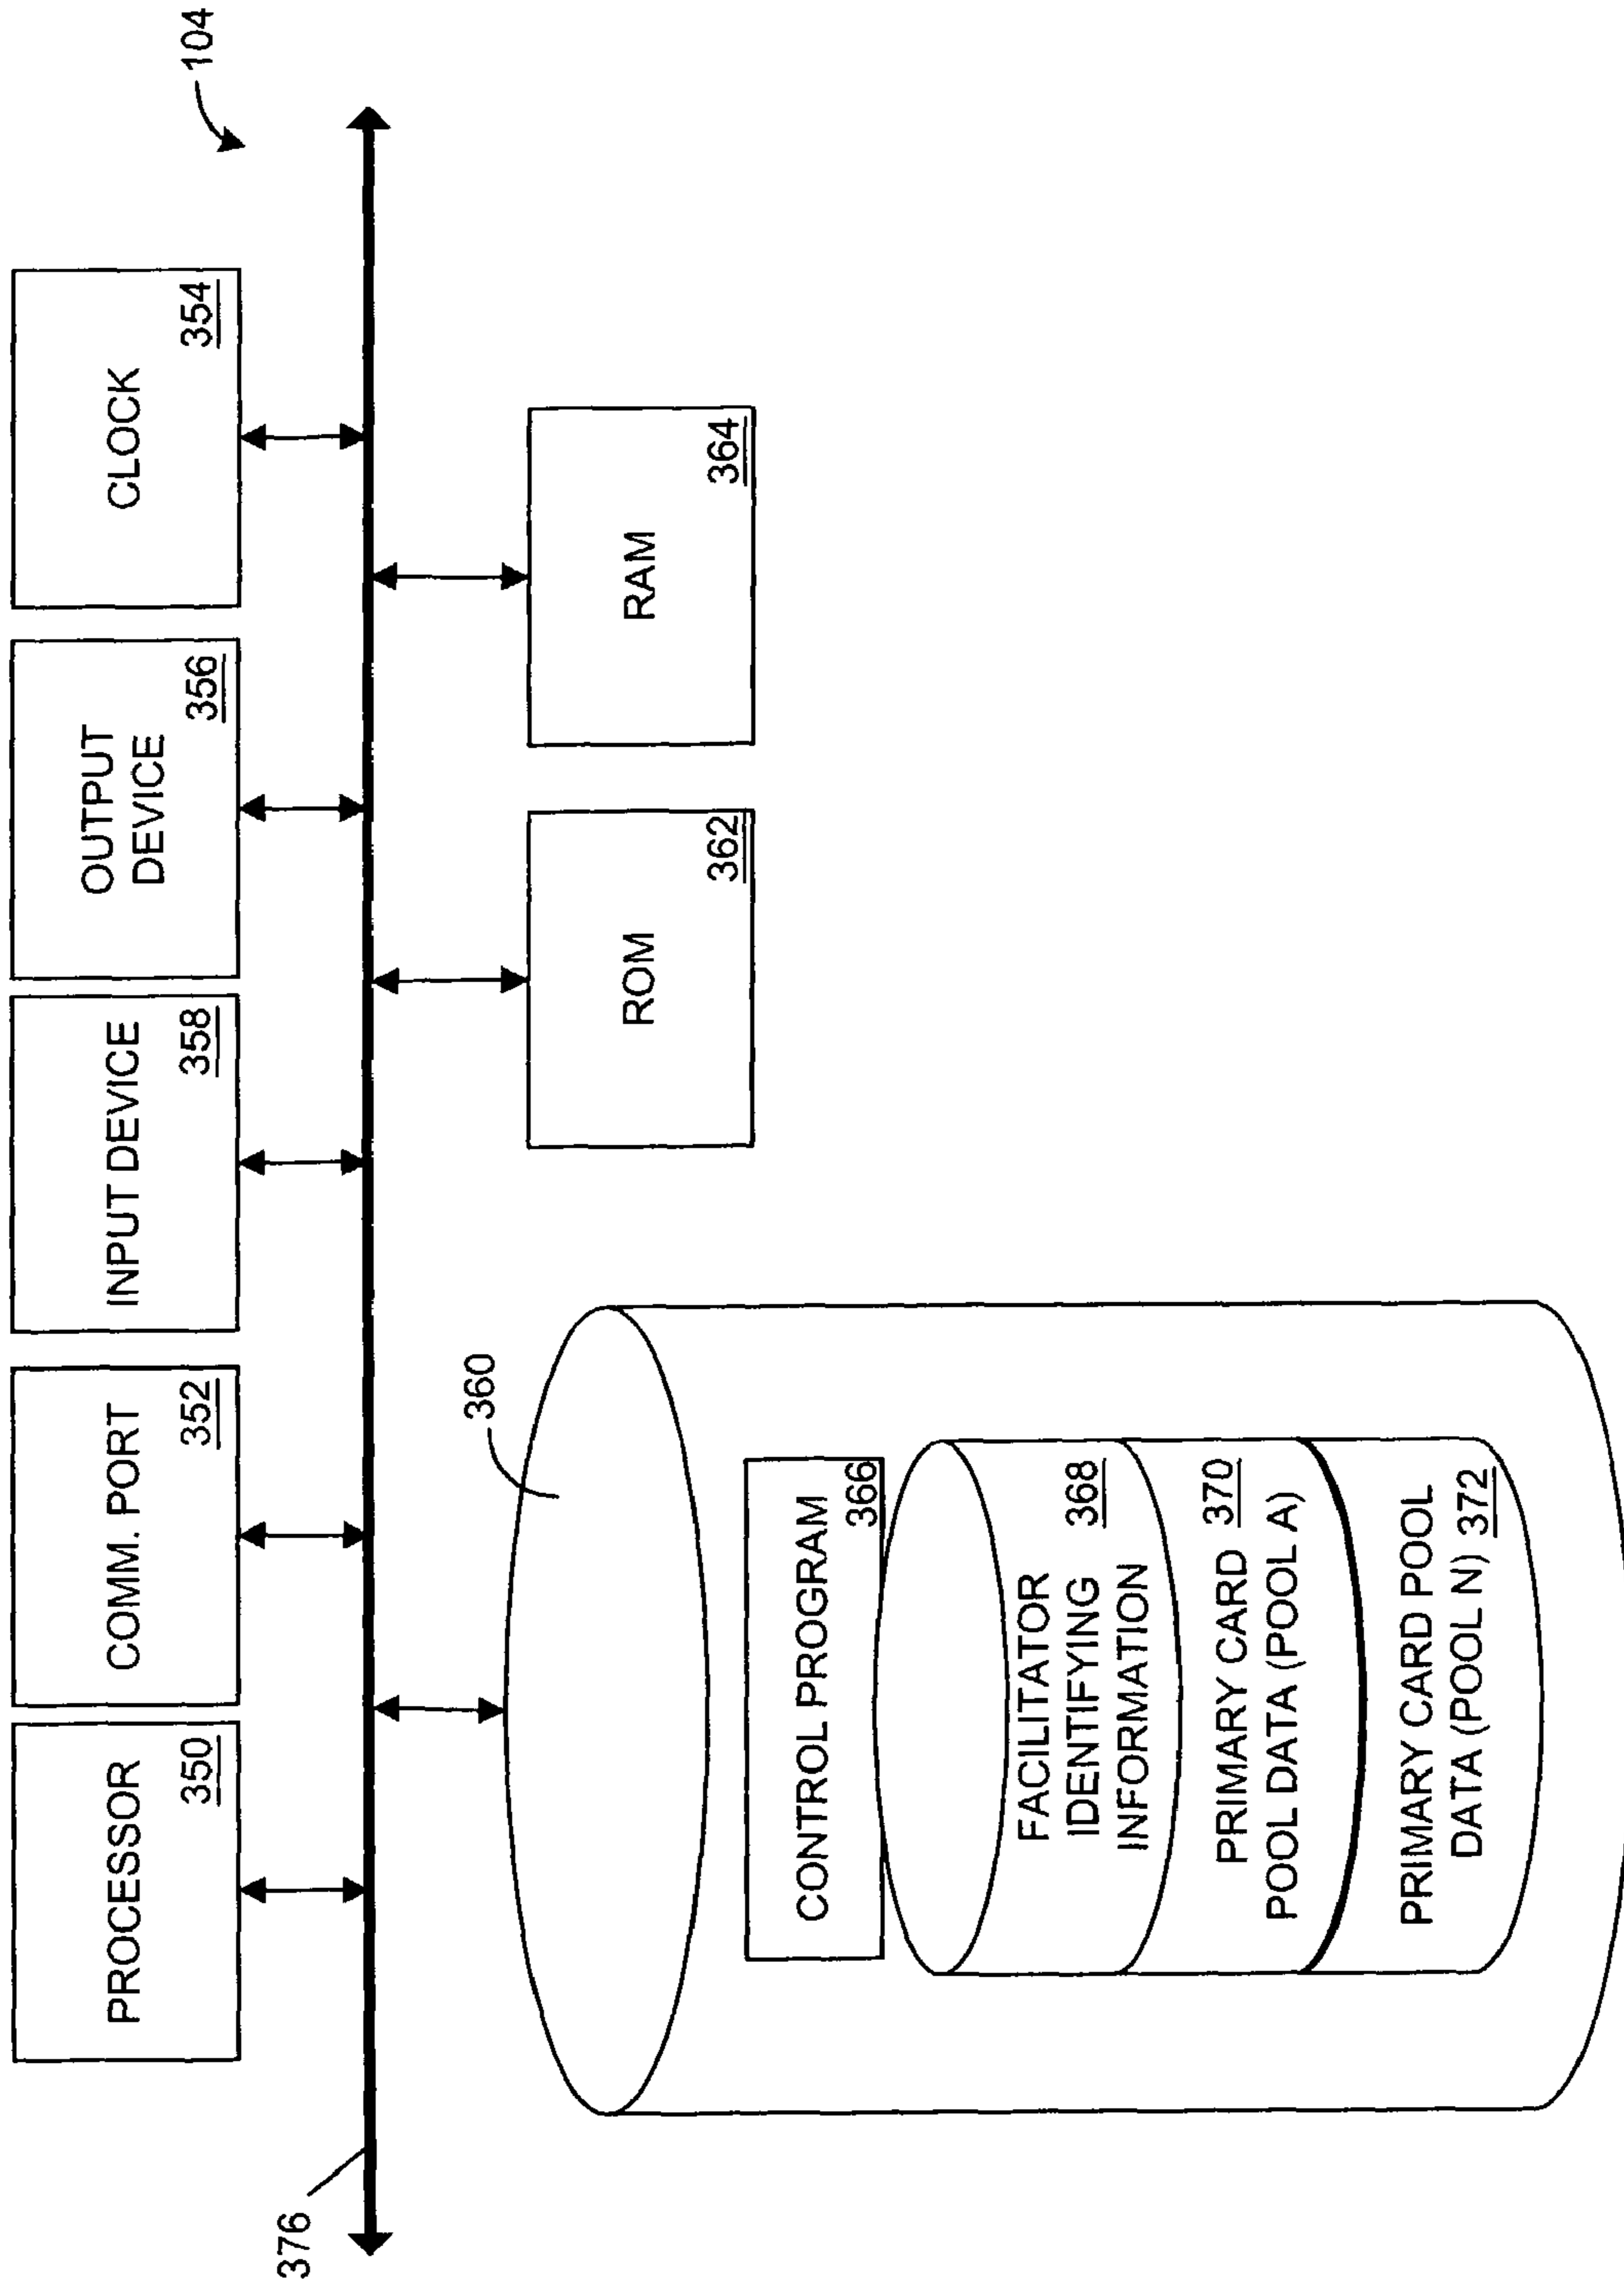 104
PROCESSOR
350
COMM. PORT
352
INPUT DEVICE
358
OUTPUT
DEVICE
356
CLOCK
354
376
360
ROM
362
RAM
364
CONTROL PROGRAM
366
FACILITATOR
IDENTIFYING
INFORMATION
368
PRIMARY CARD 370
POOL DATA (POOL A)
PRIMARY CARD POOL
DATA (POOL N) 372